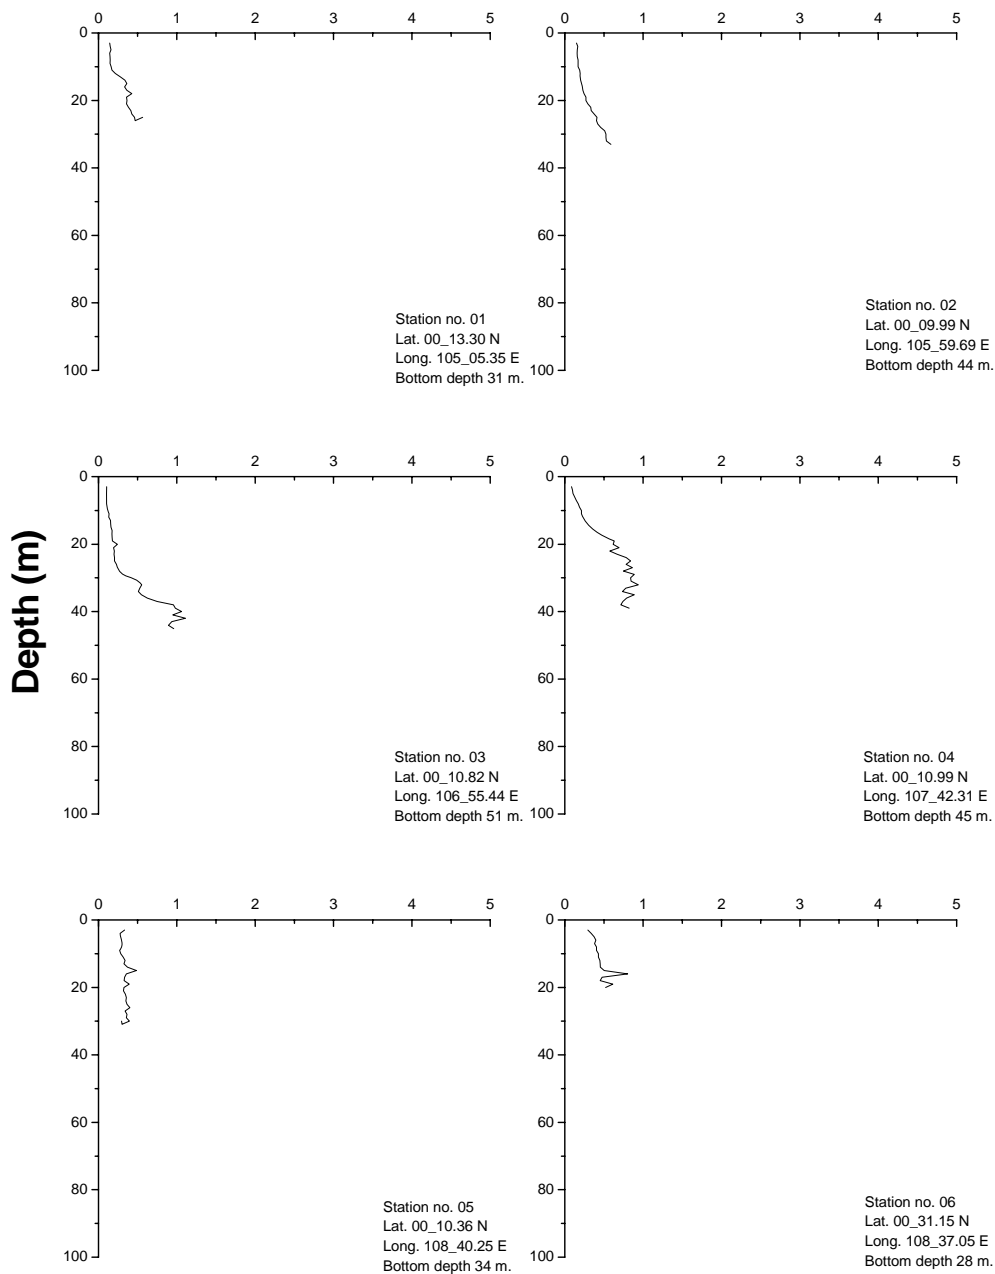 0 1 2 3 4 5
0
20
40
60
80
100
Station no. 01
Lat. 00_13.30 N
Long. 105_05.35 E
Bottom depth 31 m.
0 1 2 3 4 5
0
20
40
60
80
100
Station no. 02
Lat. 00_09.99 N
Long. 105_59.69 E
Bottom depth 44 m.
Depth (m)
0 1 2 3 4 5
0
20
40
60
80
100
Station no. 03
Lat. 00_10.82 N
Long. 106_55.44 E
Bottom depth 51 m.
0 1 2 3 4 5
0
20
40
60
80
100
Station no. 04
Lat. 00_10.99 N
Long. 107_42.31 E
Bottom depth 45 m.
0 1 2 3 4 5
0
20
40
60
80
100
Station no. 05
Lat. 00_10.36 N
Long. 108_40.25 E
Bottom depth 34 m.
0 1 2 3 4 5
0
20
40
60
80
100
Station no. 06
Lat. 00_31.15 N
Long. 108_37.05 E
Bottom depth 28 m.